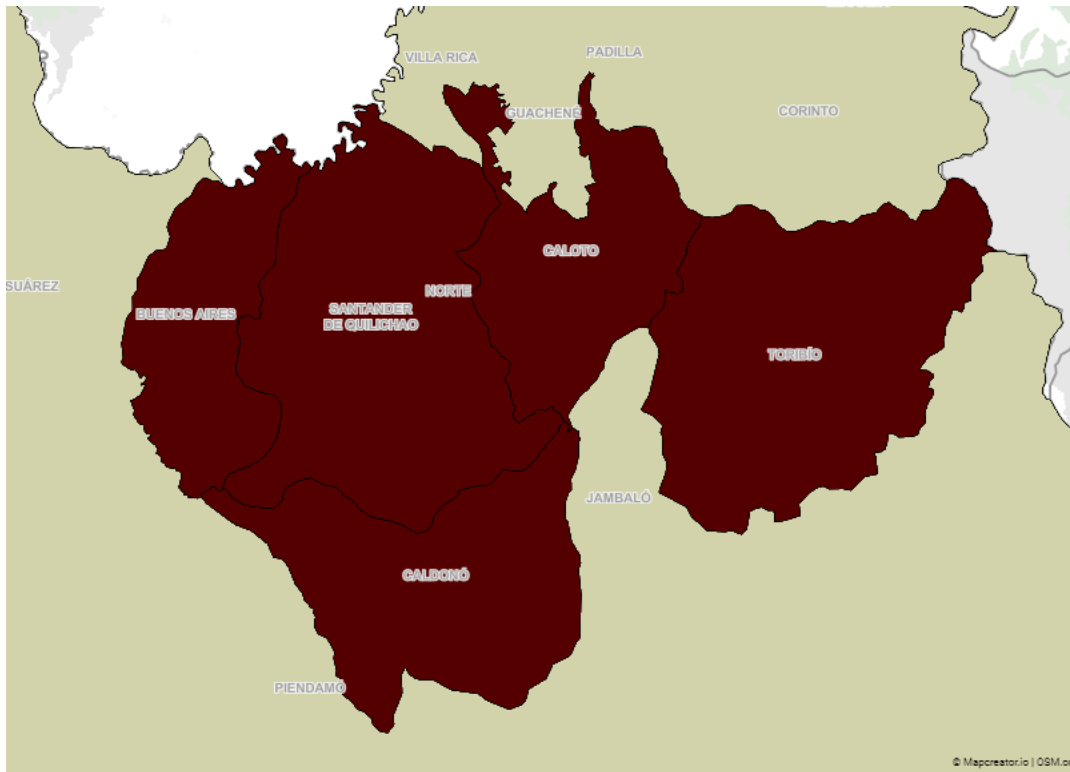 VILLA RICA
PADILLA
GUACHENÉ
CORINTO
CALOTO
SUÁREZ
NORTE
BUENOS AIRES
SANTANDER
DE QUILICHAO
TORIBÍO
JAMBALÓ
CALDONÓ
PIENDAMÓ
© Mapcreator.io | OSM.or